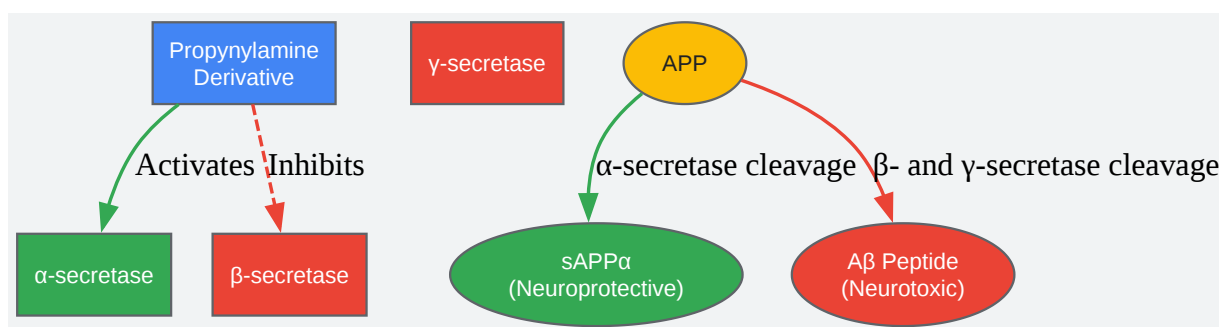 Propynylamine
Derivative
γ-secretase
APP
Activates
Inhibits
α-secretase cleavage
β- and γ-secretase cleavage
α-secretase
β-secretase
sAPPα
(Neuroprotective)
Aβ Peptide
(Neurotoxic)